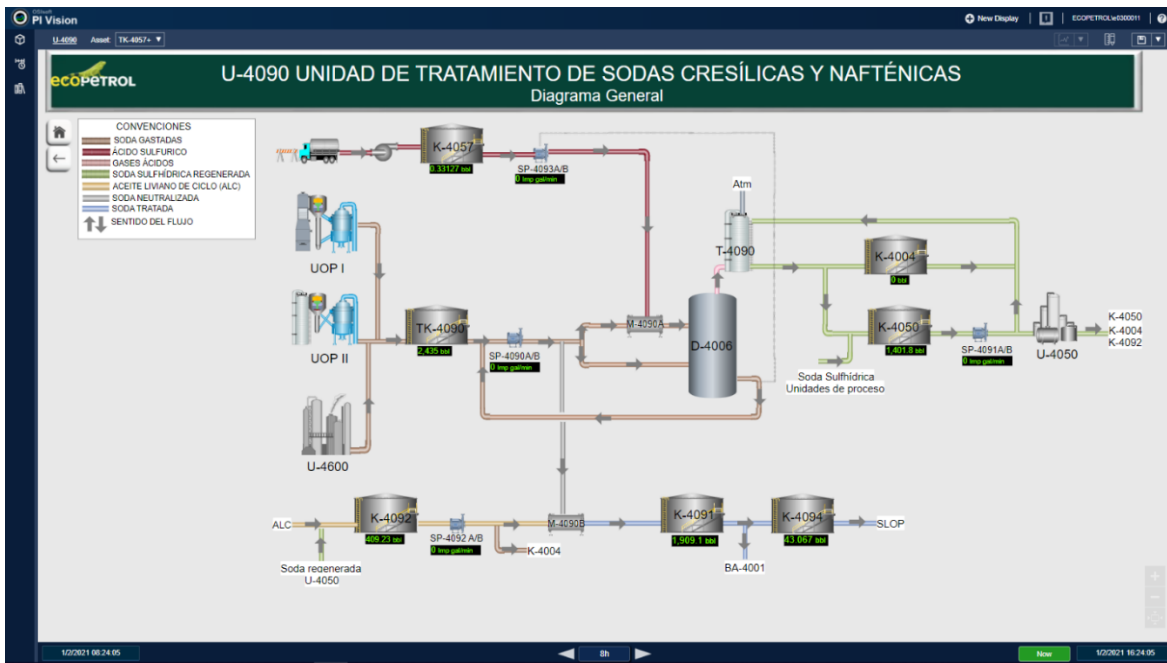 OSIsoft
PI Vision
New Display
ECOPETROL\e0300011
U-4090
Asset: TK-4057+
ecopetrol
U-4090 UNIDAD DE TRATAMIENTO DE SODAS CRESÍLICAS Y NAFTÉNICAS
Diagrama General
CONVENCIONES
SODA GASTADAS
ÁCIDO SULFURICO
GASES ÁCIDOS
SODA SULFHÍDRICA REGENERADA
ACEITE LIVIANO DE CICLO (ALC)
SODA NEUTRALIZADA
SODA TRATADA
SENTIDO DEL FLUJO
K-4057
0.33127 bbl
SP-4093A/B
0 Imp gal/min
Atm
T-4090
UOP I
K-4004
0 bbl
M-4090A
UOP II
TK-4090
2,435 bbl
SP-4090A/B
0 Imp gal/min
D-4006
K-4050
1,401.8 bbl
SP-4091A/B
0 Imp gal/min
U-4050
K-4050
K-4004
K-4092
Soda Sulfhídrica
Unidades de proceso
U-4600
ALC
K-4092
409.23 bbl
SP-4092 A/B
0 Imp gal/min
K-4004
M-4090B
K-4091
1,909.1 bbl
K-4094
43.067 bbl
SLOP
BA-4001
Soda regenerada
U-4050
1/2/2021 08:24:05
8h
Now
1/2/2021 16:24:05